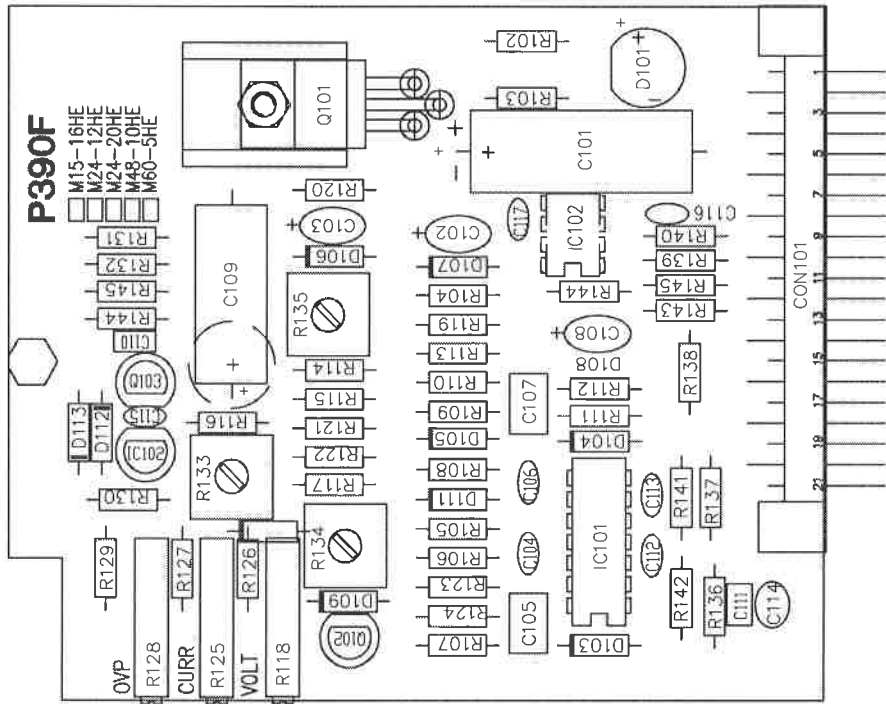 P390F
M15-16HE
M24-12HE
M24-20HE
M48-10HE
M60-5HE
R131
R132
R145
R144
C110
Q103
C115
IC102
D113
D112
R130
R129
R127
R126
OVP
R128
CURR
R125
VOLT
R118
Q101
R120
C103
D106
C109
R135
R114
R115
R116
R121
R122
R117
R133
R134
D109
Q102
R102
D101
R103
C101
C117
IC102
C116
C102
D107
R104
R119
R113
R110
R109
D105
R108
D111
R105
R106
R123
R124
R107
R140
R139
R145
R143
R144
C108
D108
R112
R111
D104
R138
C107
C106
C104
C105
IC101
D103
C113
C112
R141
R137
R142
R136
C111
C114
CON101
1
3
5
7
9
11
13
15
17
19
21